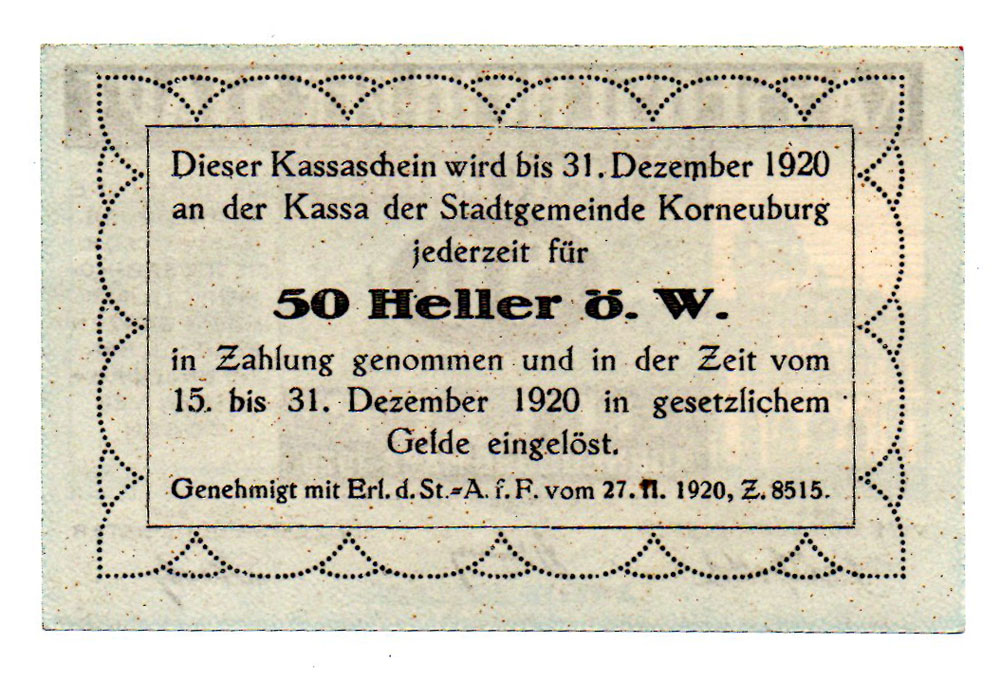 Dieser Kassaschein wird bis 31. Dezember 1920
an der Kassa der Stadtgemeinde Korneuburg
jederzeit für
50 Heller ö. W.
in Zahlung genommen und in der Zeit vom
15. bis 31. Dezember 1920 in gesetzlichem
Gelde eingelöst.
Genehmigt mit Erl. d. St.=A. f. F. vom 27. II. 1920, Z. 8515.